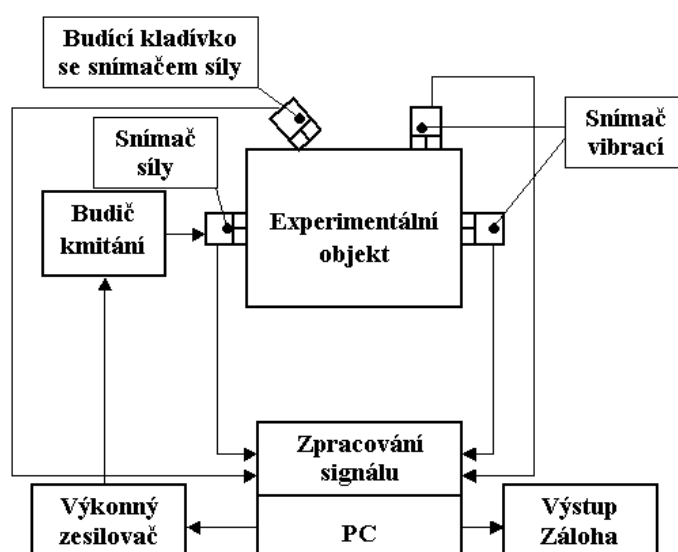 Budící kladívko
se snímačem síly
Snímač
síly
Snímač
vibrací
Budič
kmitání
Experimentální
objekt
Zpracování
signálu
Výkonný
zesilovač
PC
Výstup
Záloha